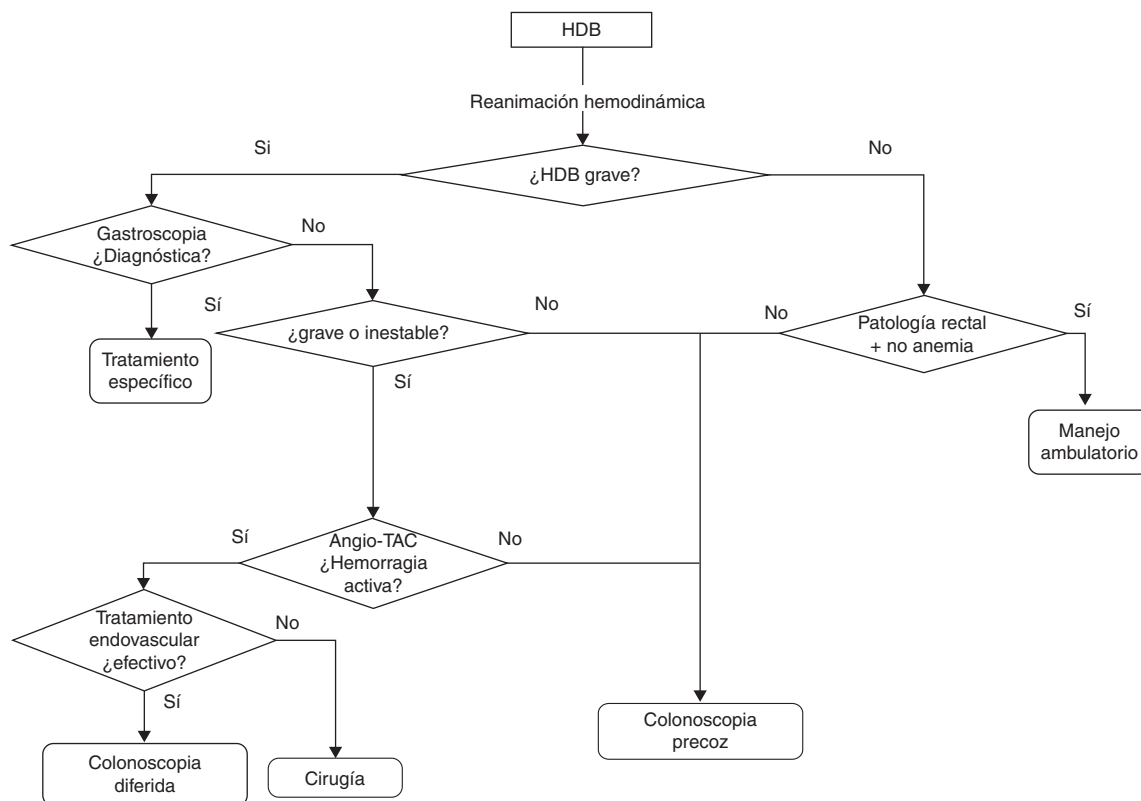 HDB
Reanimación hemodinámica
Si
No
¿HDB grave?
Gastroscopia
¿Diagnóstica?
No
Sí
¿grave o inestable?
No
No
Patología rectal
+ no anemia
Sí
Tratamiento
específico
Sí
Manejo
ambulatorio
Sí
Angio-TAC
¿Hemorragia
activa?
No
Tratamiento
endovascular
¿efectivo?
No
Sí
Colonoscopia
precoz
Colonoscopia
diferida
Cirugía